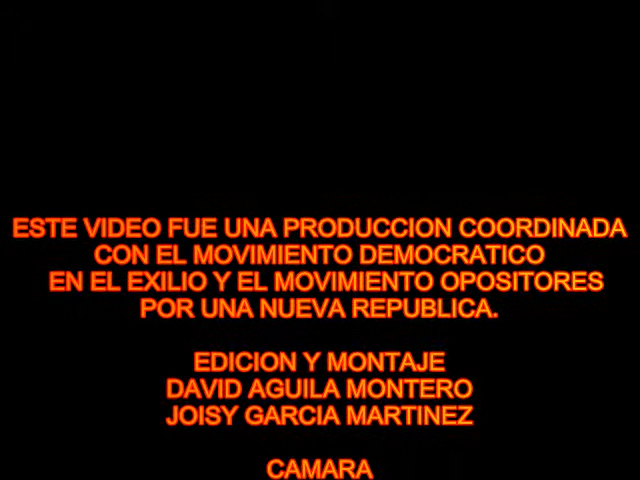 ESTE VIDEO FUE UNA PRODUCCION COORDINADA
CON EL MOVIMIENTO DEMOCRATICO
EN EL EXILIO Y EL MOVIMIENTO OPOSITORES
POR UNA NUEVA REPUBLICA.
EDICION Y MONTAJE
DAVID AGUILA MONTERO
JOISY GARCIA MARTINEZ
CAMARA